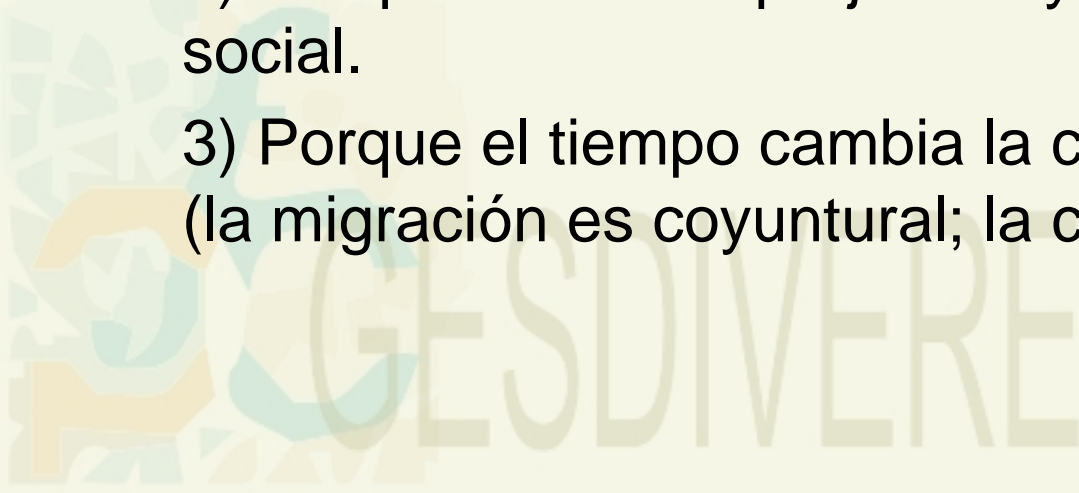 social.
3) Porque el tiempo cambia la
(la migración es coyuntural; la
GESDIVERE